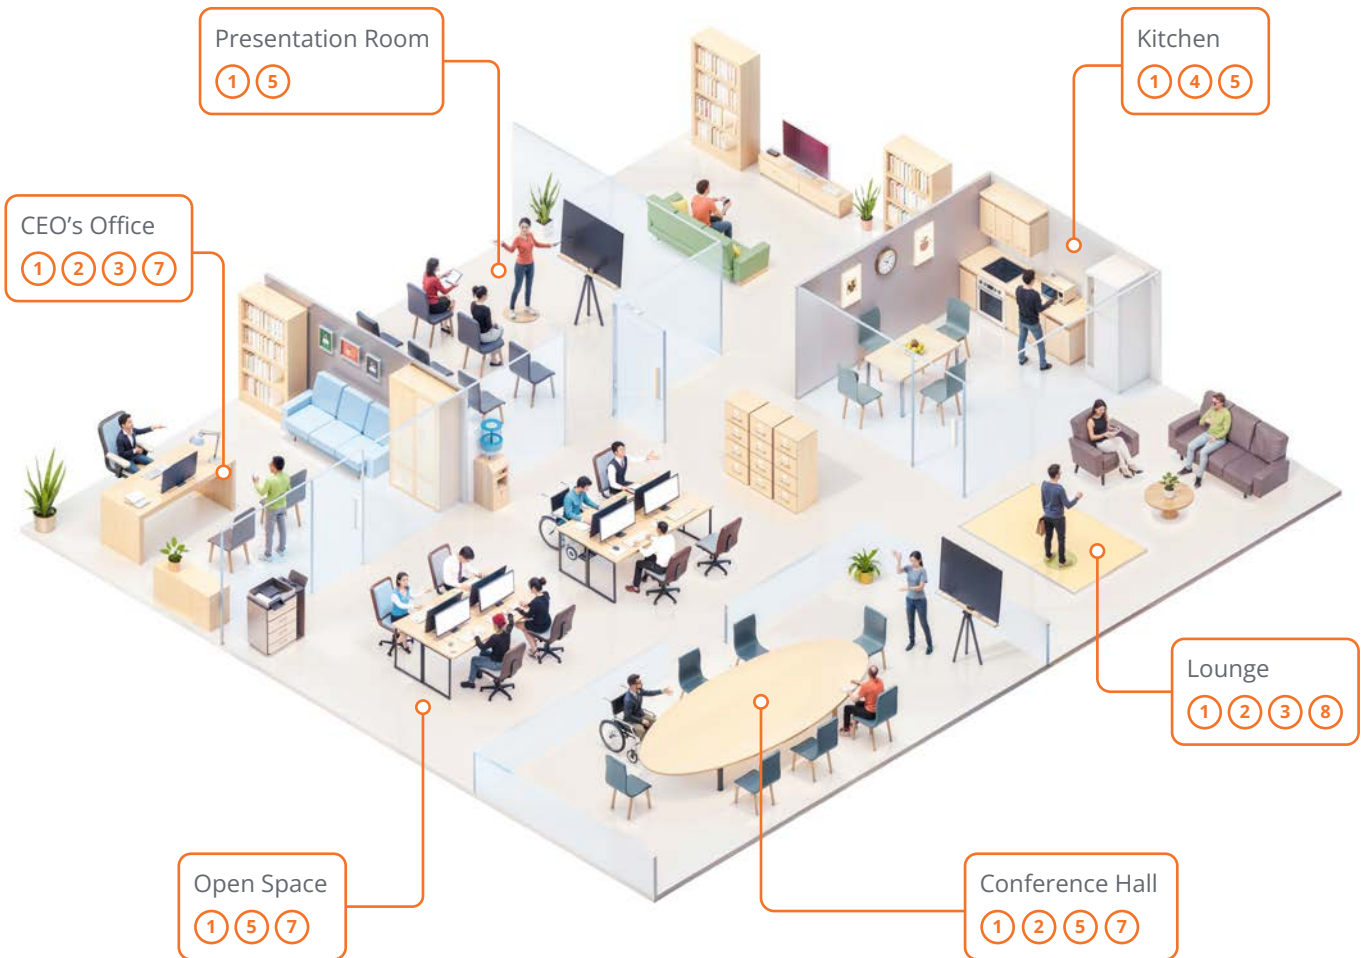 Presentation Room
1 5
Kitchen
1 4 5
CEO’s Office
1 2 3 7
Lounge
1 2 3 8
Open Space
1 5 7
Conference Hall
1 2 5 7